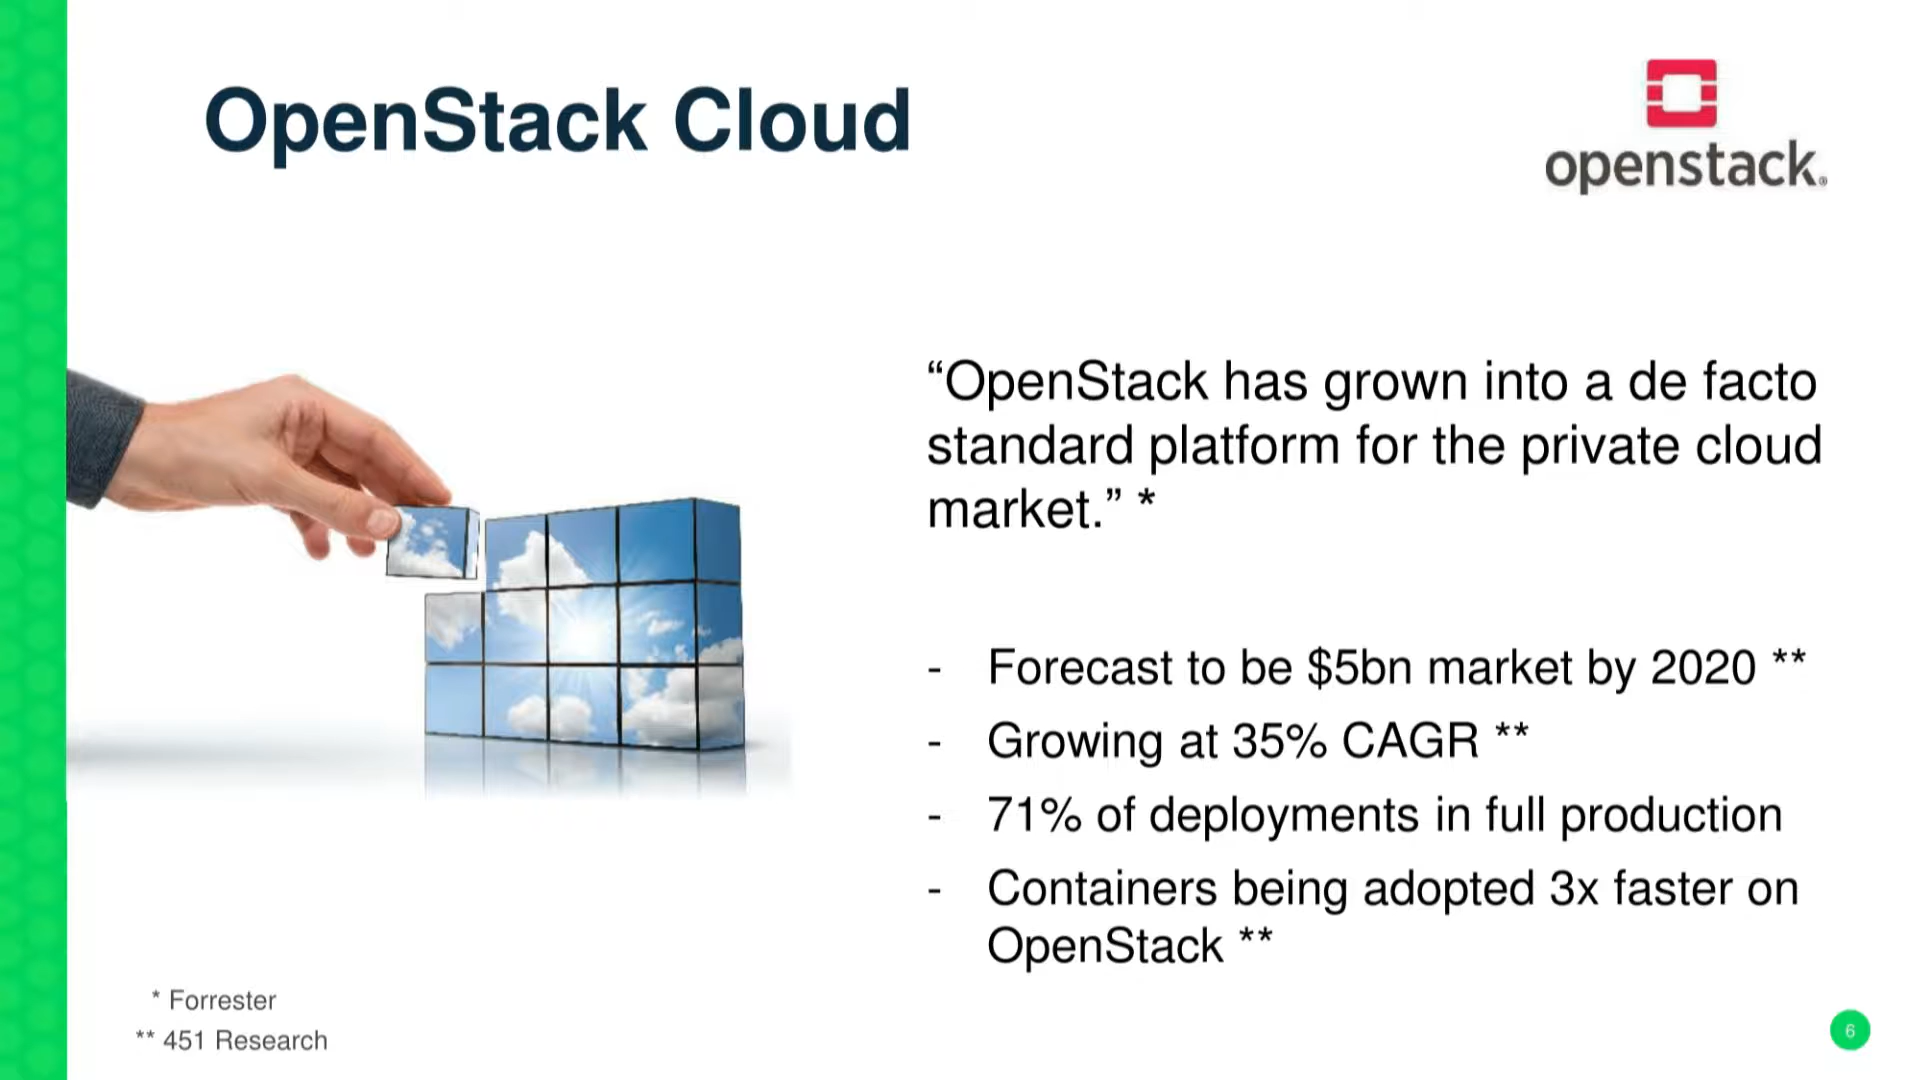 OpenStack Cloud
openstack.®
“OpenStack has grown into a de facto
standard platform for the private cloud
market.” *
- Forecast to be $5bn market by 2020 **
- Growing at 35% CAGR **
- 71% of deployments in full production
- Containers being adopted 3x faster on
OpenStack **
* Forrester
** 451 Research
6